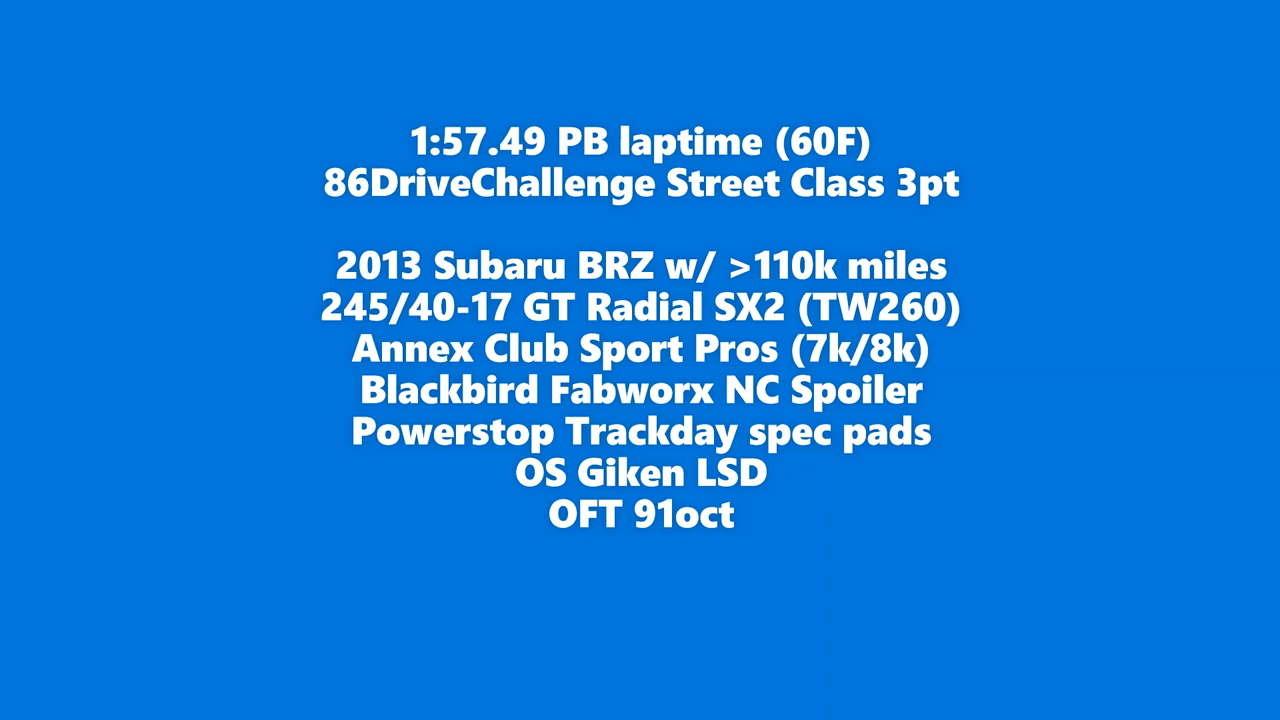 1:57.49 PB laptime (60F)
86DriveChallenge Street Class 3pt
2013 Subaru BRZ w/ >110k miles
245/40-17 GT Radial SX2 (TW260)
Annex Club Sport Pros (7k/8k)
Blackbird Fabworx NC Spoiler
Powerstop Trackday spec pads
OS Giken LSD
OFT 91oct